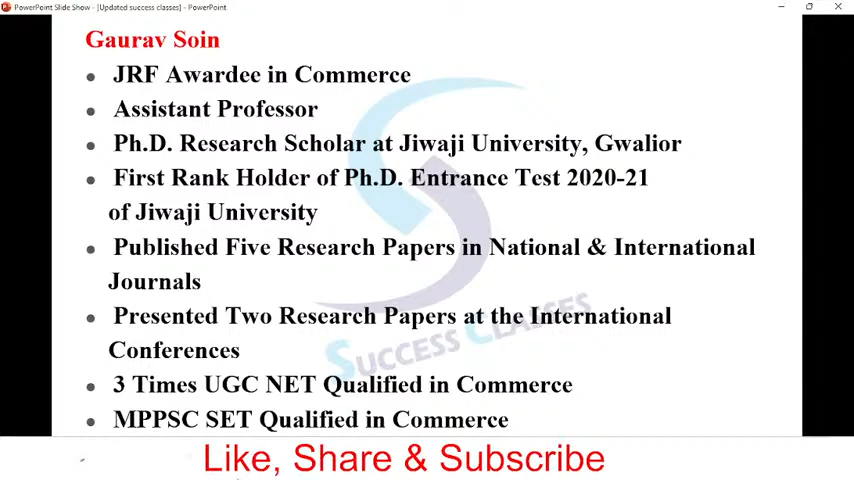 PowerPoint Slide Show - [Updated success classes] - PowerPoint
Gaurav Soin
JRF Awardee in Commerce
Assistant Professor
Ph.D. Research Scholar at Jiwaji University, Gwalior
First Rank Holder of Ph.D. Entrance Test 2020-21
of Jiwaji University
Published Five Research Papers in National & International
Journals
Presented Two Research Papers at the International
Conferences
SUCCESS CLASSES
3 Times UGC NET Qualified in Commerce
MPPSC SET Qualified in Commerce
Like, Share & Subscribe